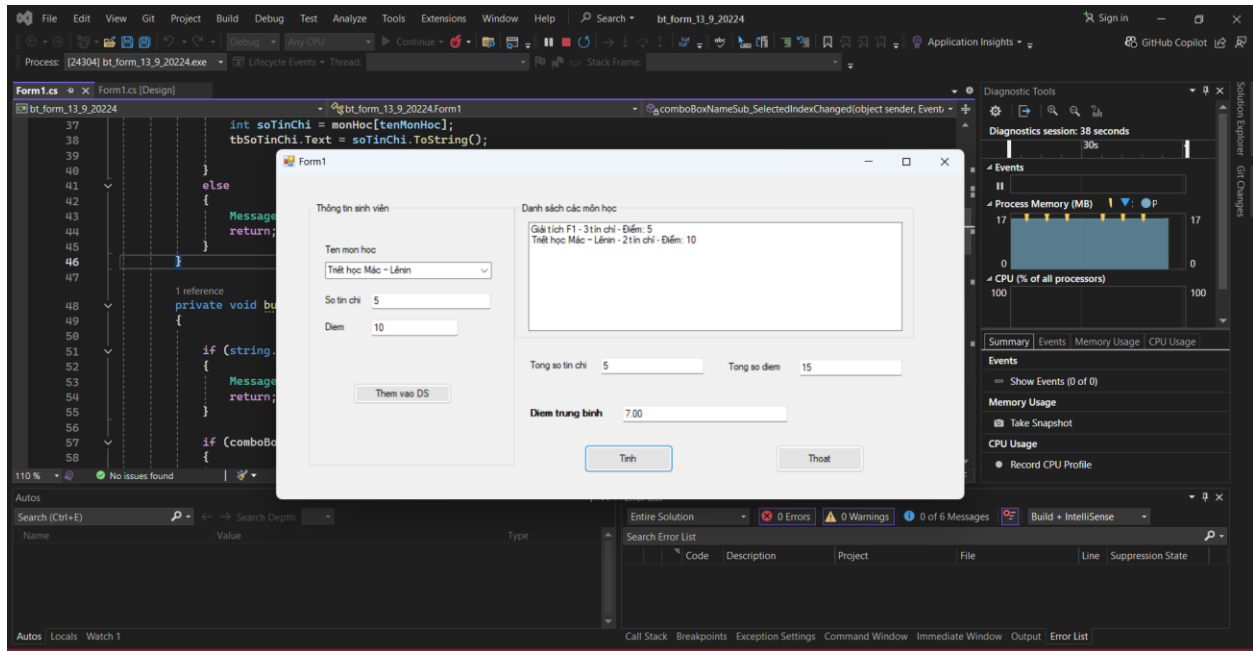 File Edit View Git Project Build Debug Test Analyze Tools Extensions Window Help Search bt_form_13_9_20224 Sign in
Debug Any CPU Continue Application Insights GitHub Copilot
Process: [24304] bt_form_13_9_20224.exe Lifecycle Events Thread: Stack Frame:
Form1.cs Form1.cs [Design]
bt_form_13_9_20224 bt_form_13_9_20224.Form1 comboBoxNameSub_SelectedIndexChanged(object sender, Event
37 int soTinChi = monHoc[tenMonHoc];
38 tbSoTinChi.Text = soTinChi.ToString();
39
40 }
41 else
42 {
43 Message
44 return;
45 }
46 }
47
1 reference
48 private void bu
49 {
50
51 if (string.
52 {
53 Message
54 return;
55 }
56
57 if (comboBo
58 {
110 % No issues found
Form1
Thông tin sinh viên
Ten mon hoc
Triết học Mác – Lênin
So tin chi 5
Diem 10
Them vao DS
Danh sách các môn học
Giải tích F1 - 3 tín chỉ - Điểm: 5
Triết học Mác – Lênin - 2 tín chỉ - Điểm: 10
Tong so tin chi 5 Tong so diem 15
Diem trung binh 7.00
Tinh Thoat
Diagnostic Tools
Diagnostics session: 38 seconds
30s
Events
Process Memory (MB) P
17 17
0 0
CPU (% of all processors)
100 100
Summary Events Memory Usage CPU Usage
Events
Show Events (0 of 0)
Memory Usage
Take Snapshot
CPU Usage
Record CPU Profile
Solution Explorer
Git Changes
Autos
Search (Ctrl+E) Search Depth:
Name Value Type
Autos Locals Watch 1
Entire Solution 0 Errors 0 Warnings 0 of 6 Messages Build + IntelliSense
Search Error List
Code Description Project File Line Suppression State
Call Stack Breakpoints Exception Settings Command Window Immediate Window Output Error List